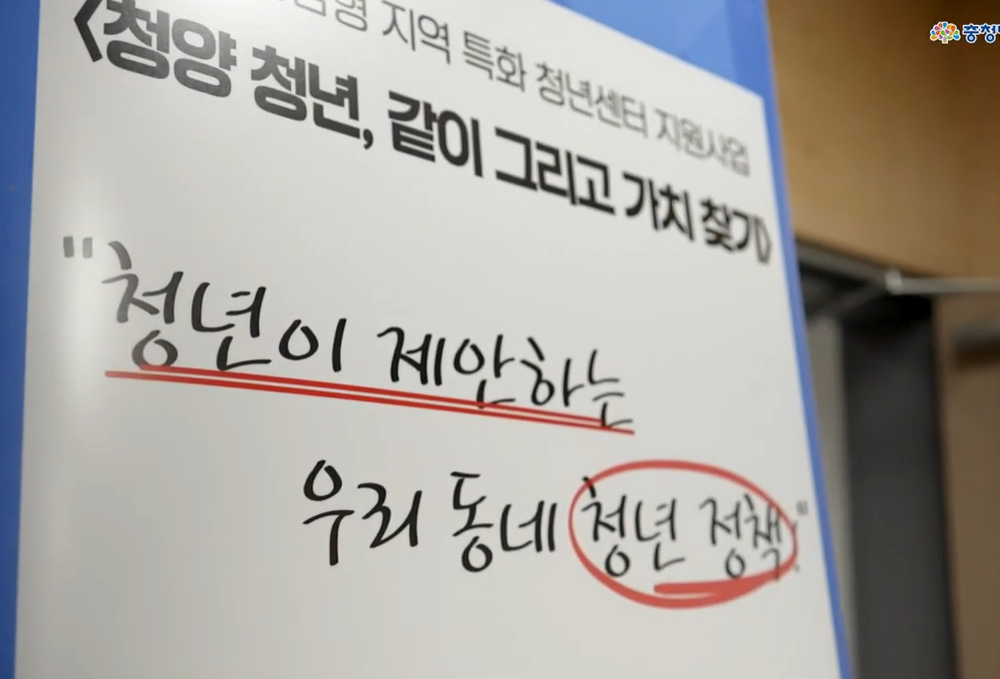 지역 특화 청년센터 지원사업
<청양 청년, 같이 그리고 가치 찾기>
"청년이 제안하는
우리 동네 청년 정책!"